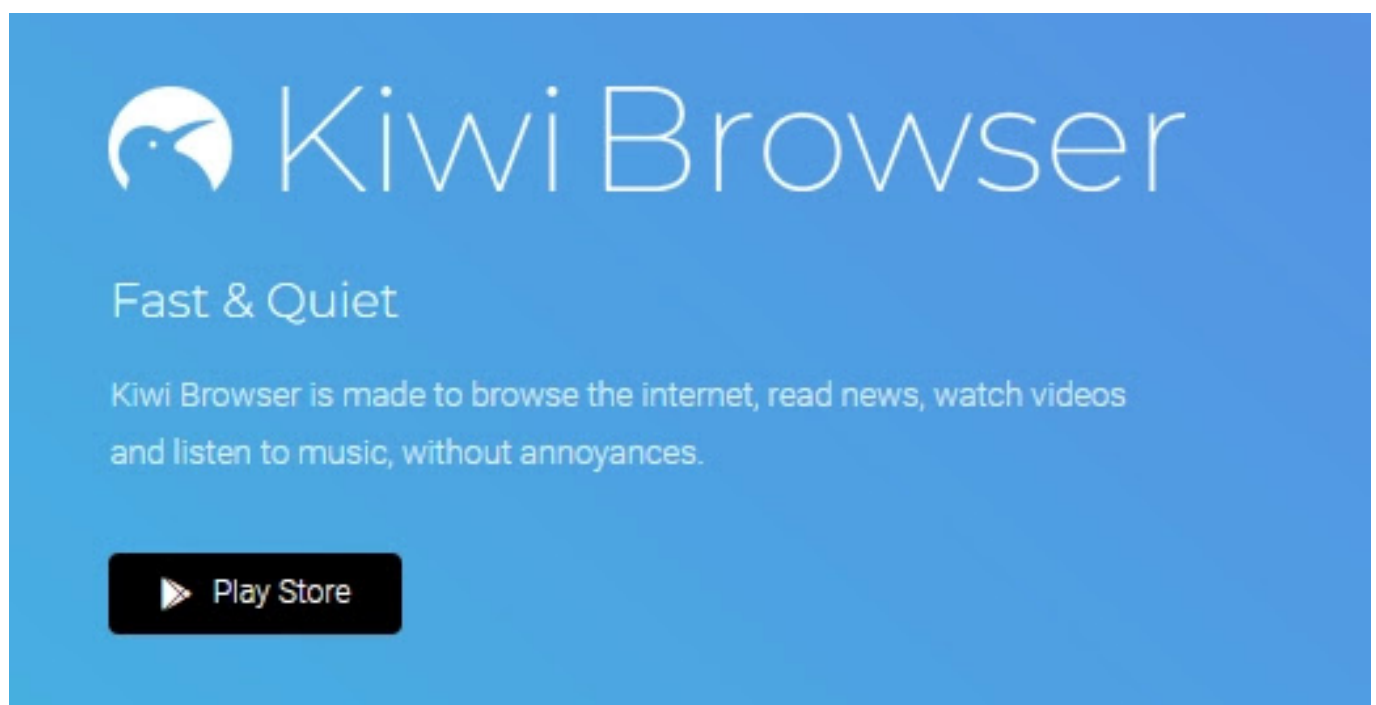 Kiwi Browser
Fast & Quiet
Kiwi Browser is made to browse the internet, read news, watch videos
and listen to music, without annoyances.
Play Store